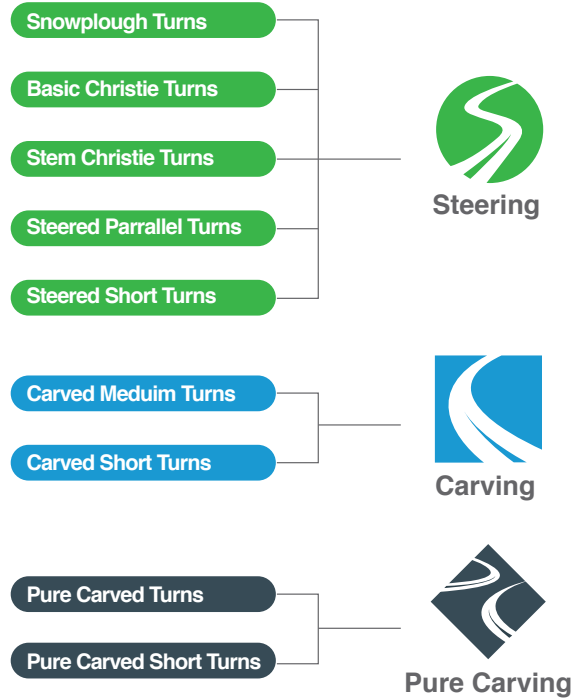 Snowplough Turns
Basic Christie Turns
Stem Christie Turns
Steered Parrallel Turns
Steered Short Turns
Steering
Carved Meduim Turns
Carved Short Turns
Carving
Pure Carved Turns
Pure Carved Short Turns
Pure Carving